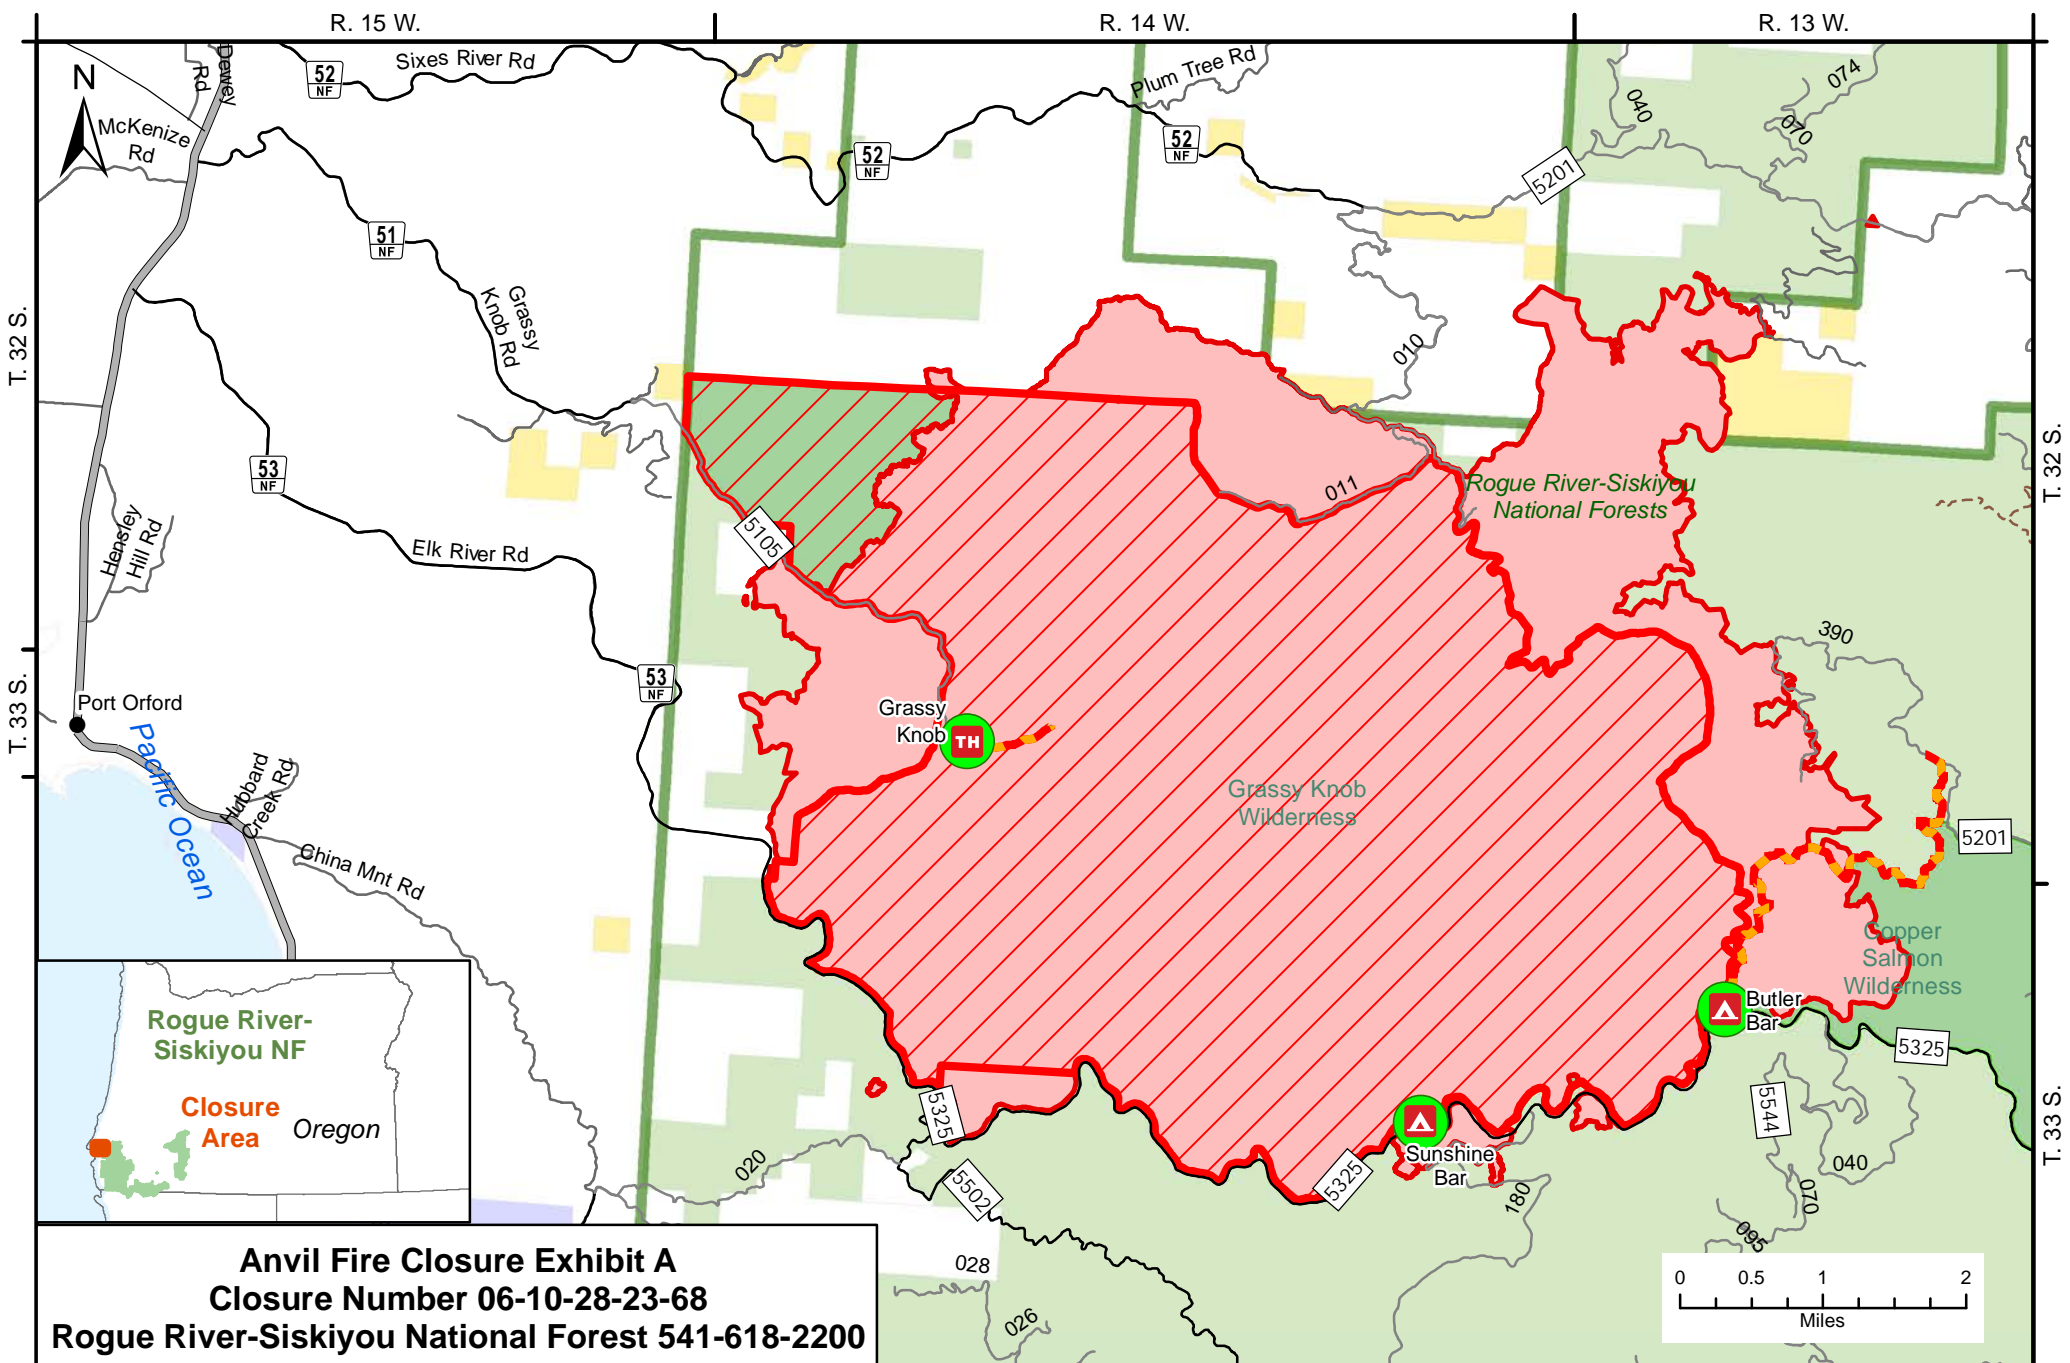 R. 15 W.
R. 14 W.
R. 13 W.
N
Dewey
Rd
McKenize
Rd
52
NF
Sixes River Rd
Plum Tree Rd
52
NF
52
NF
5201
040
074
070
51
NF
Grassy
Knob Rd
010
T. 32 S.
T. 32 S.
53
NF
Hensley
Hill Rd
Elk River Rd
5105
011
Rogue River-Siskiyou
National Forests
390
53
NF
T. 33 S.
Port Orford
Pacific Ocean
Hubbard
Creek Rd
China Mnt Rd
Grassy
Knob
TH
Grassy Knob
Wilderness
5201
Copper
Salmon
Wilderness
Butler
Bar
5325
5544
040
070
095
T. 33 S.
5325
Sunshine
Bar
5325
180
020
5502
028
026
Rogue River-
Siskiyou NF
Closure
Area
Oregon
Anvil Fire Closure Exhibit A
Closure Number 06-10-28-23-68
Rogue River-Siskiyou National Forest 541-618-2200
0 0.5 1 2
Miles